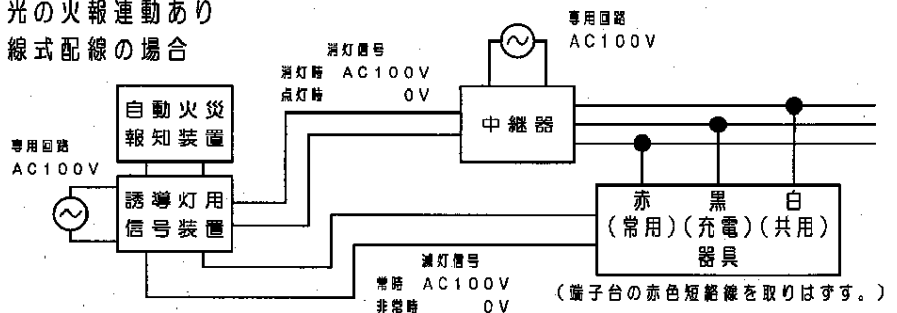 光の火報連動あり
線式配線の場合
専用回路
AC100V
消灯信号
消灯時 AC100V
点灯時 0V
自動火災
報知装置
中継器
専用回路
AC100V
誘導灯用
信号装置
赤 黒 白
(常用)(充電)(共用)
器具
減灯信号
常時 AC100V
非常時 0V
(端子台の赤色短絡線を取りはずす。)